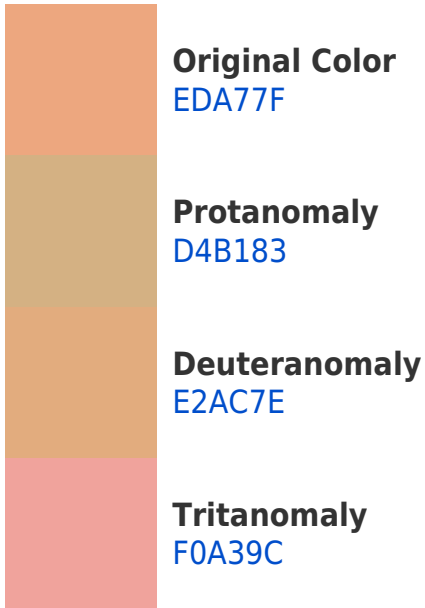 Original Color
EDA77F
Protanomaly
D4B183
Deuteranomaly
E2AC7E
Tritanomaly
F0A39C